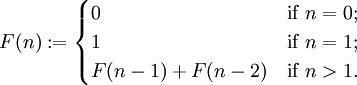 F(n) := { 0 if n = 0;
1 if n = 1;
F(n − 1) + F(n − 2) if n > 1.